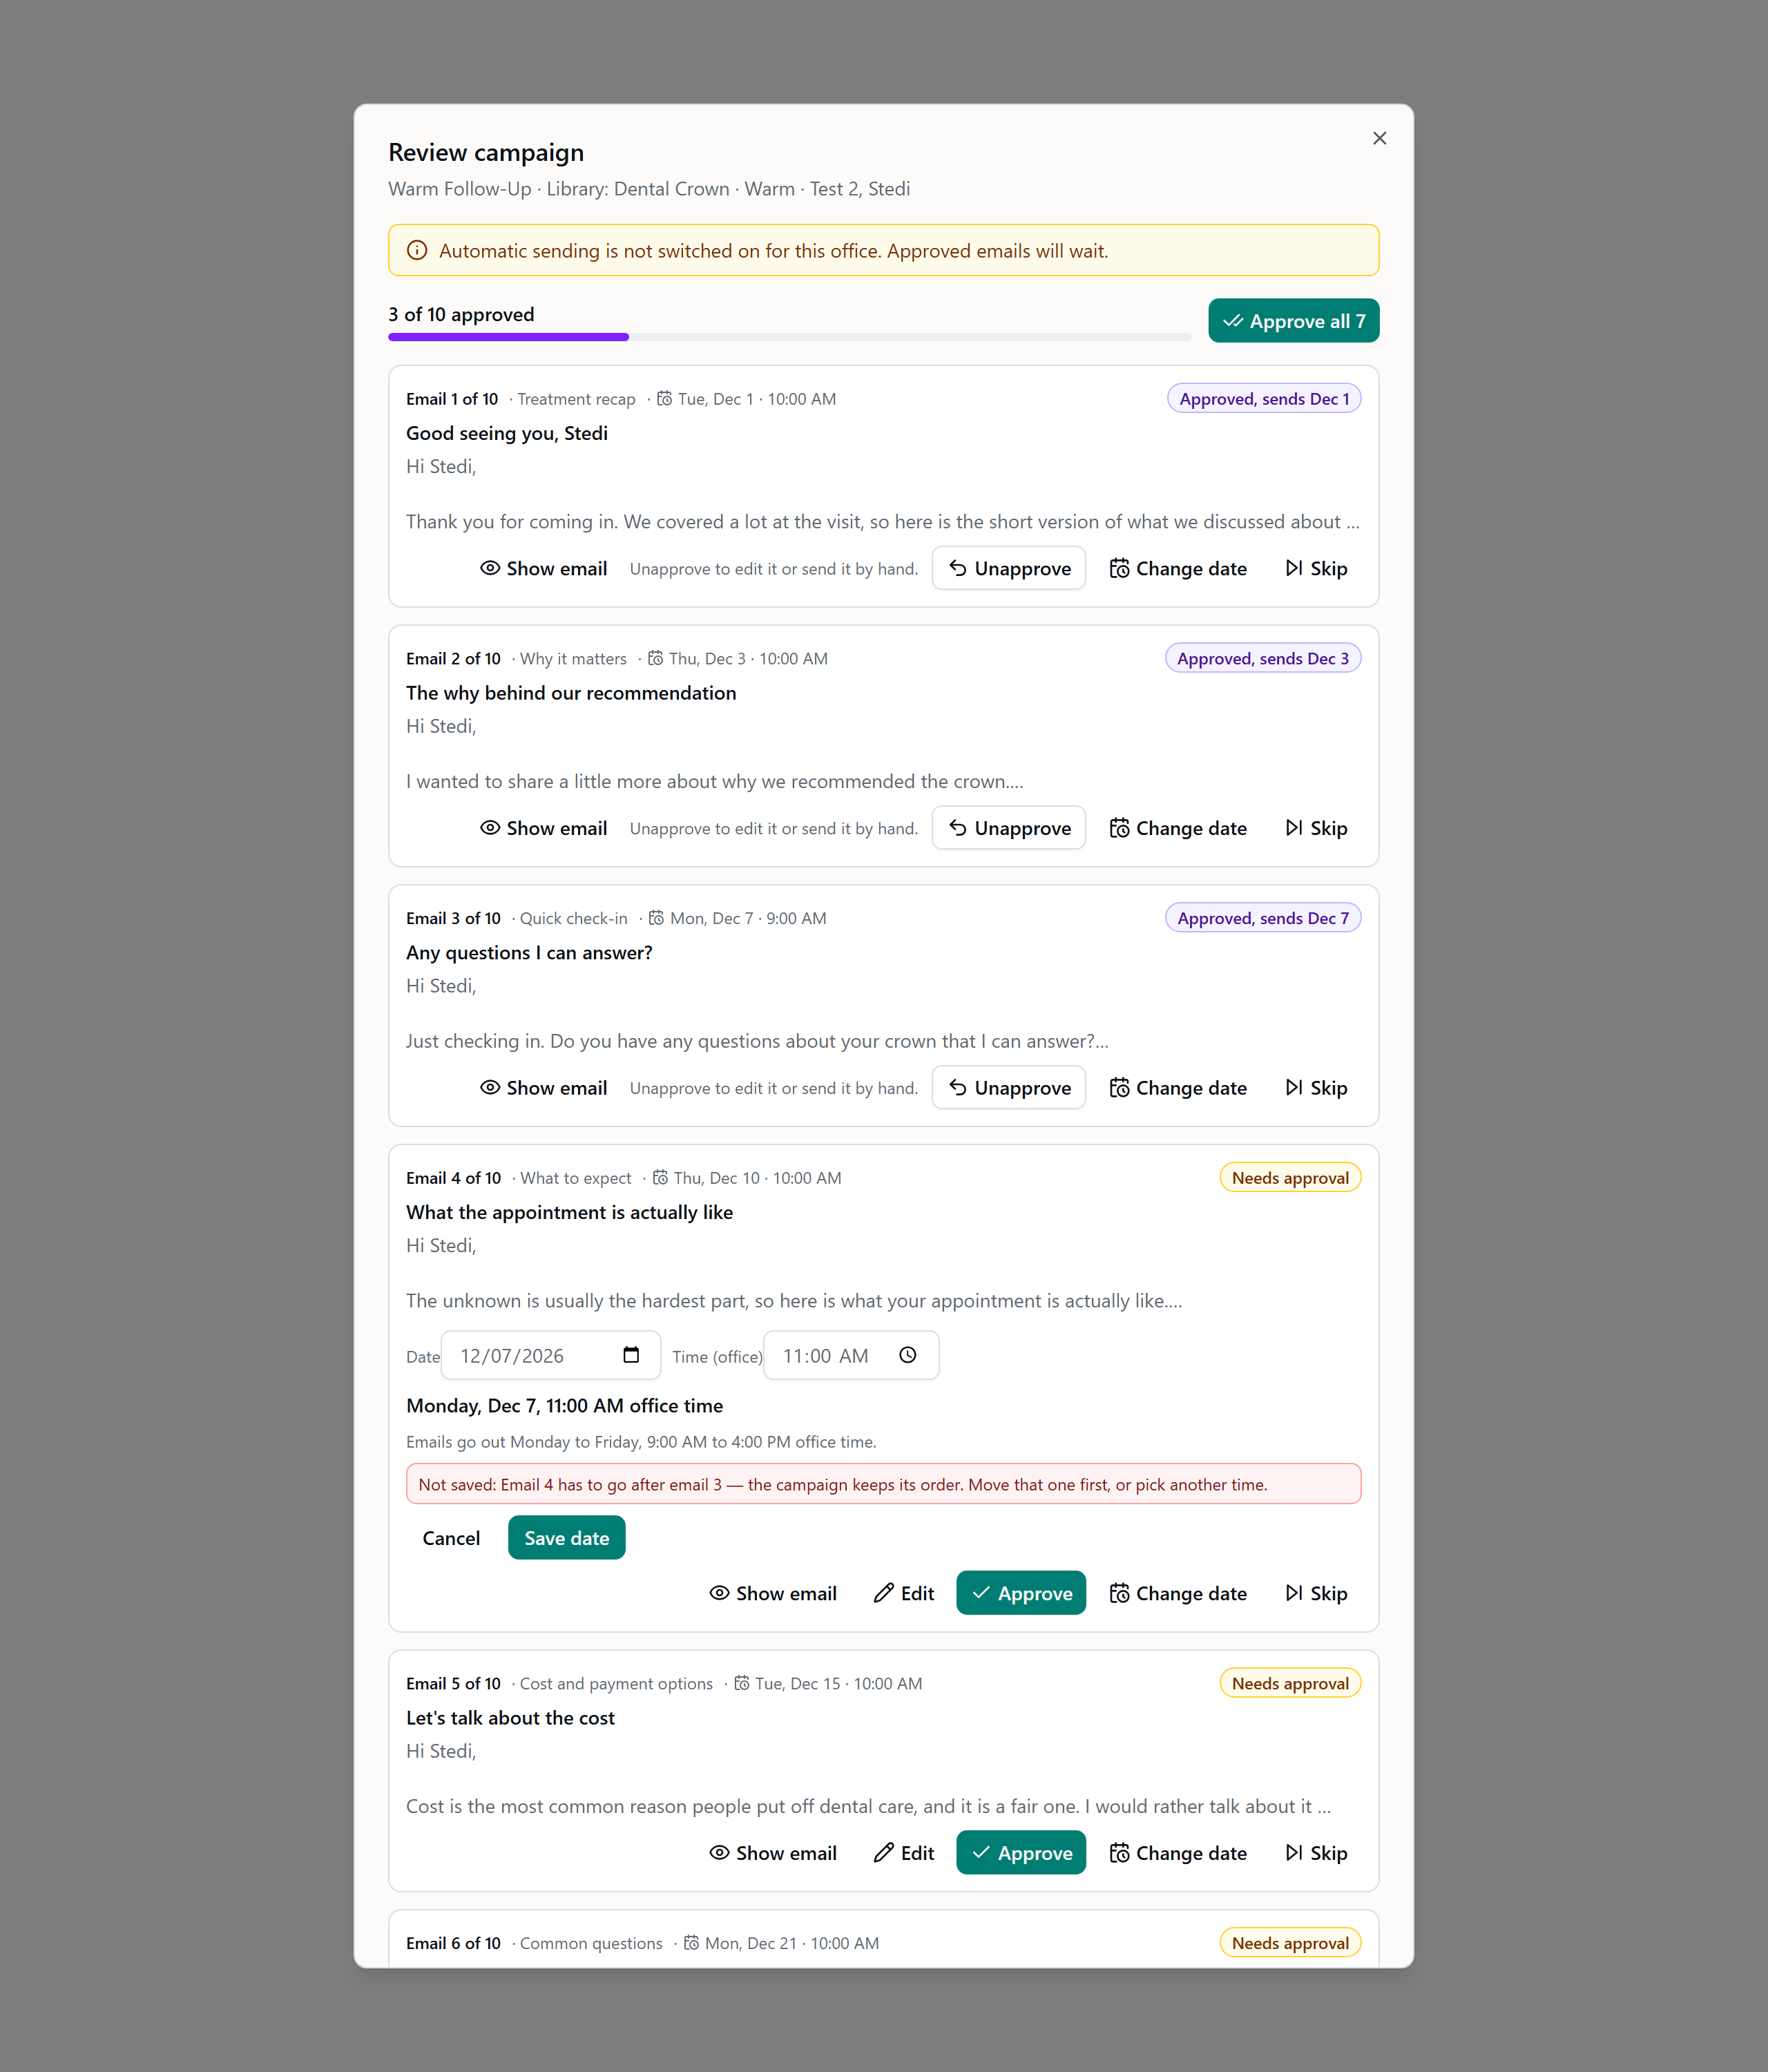 Review campaign
Warm Follow-Up · Library: Dental Crown · Warm · Test 2, Stedi
Automatic sending is not switched on for this office. Approved emails will wait.
3 of 10 approved
Approve all 7
Email 1 of 10 · Treatment recap · Tue, Dec 1 · 10:00 AM
Approved, sends Dec 1
Good seeing you, Stedi
Hi Stedi,
Thank you for coming in. We covered a lot at the visit, so here is the short version of what we discussed about ...
Show email Unapprove to edit it or send it by hand. Unapprove Change date Skip
Email 2 of 10 · Why it matters · Thu, Dec 3 · 10:00 AM
Approved, sends Dec 3
The why behind our recommendation
Hi Stedi,
I wanted to share a little more about why we recommended the crown....
Show email Unapprove to edit it or send it by hand. Unapprove Change date Skip
Email 3 of 10 · Quick check-in · Mon, Dec 7 · 9:00 AM
Approved, sends Dec 7
Any questions I can answer?
Hi Stedi,
Just checking in. Do you have any questions about your crown that I can answer?...
Show email Unapprove to edit it or send it by hand. Unapprove Change date Skip
Email 4 of 10 · What to expect · Thu, Dec 10 · 10:00 AM
Needs approval
What the appointment is actually like
Hi Stedi,
The unknown is usually the hardest part, so here is what your appointment is actually like....
Date 12/07/2026 Time (office) 11:00 AM
Monday, Dec 7, 11:00 AM office time
Emails go out Monday to Friday, 9:00 AM to 4:00 PM office time.
Not saved: Email 4 has to go after email 3 — the campaign keeps its order. Move that one first, or pick another time.
Cancel Save date
Show email Edit Approve Change date Skip
Email 5 of 10 · Cost and payment options · Tue, Dec 15 · 10:00 AM
Needs approval
Let's talk about the cost
Hi Stedi,
Cost is the most common reason people put off dental care, and it is a fair one. I would rather talk about it ...
Show email Edit Approve Change date Skip
Email 6 of 10 · Common questions · Mon, Dec 21 · 10:00 AM
Needs approval